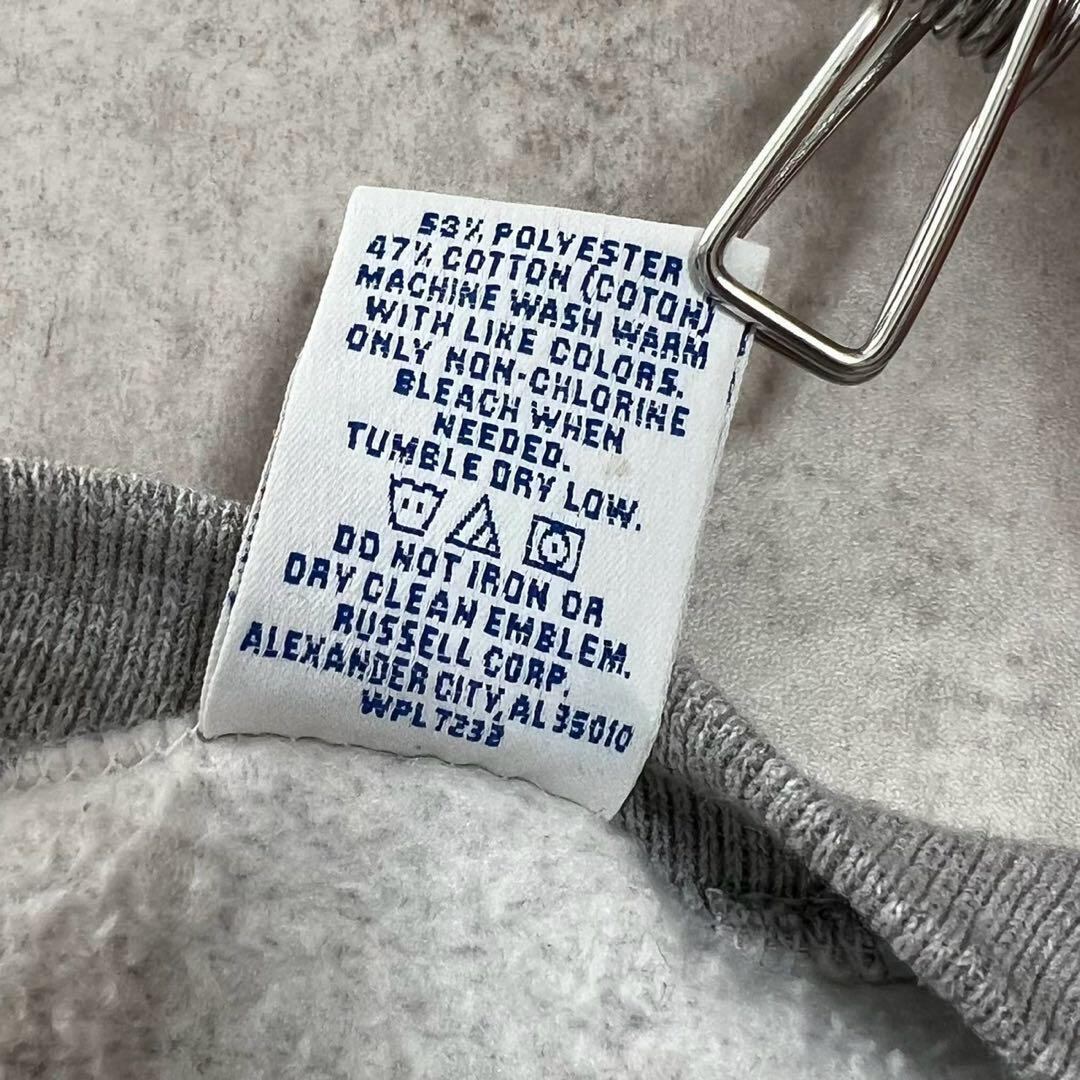 53% POLYESTER
47% COTTON (COTON)
MACHINE WASH WARM
WITH LIKE COLORS.
ONLY NON-CHLORINE
BLEACH WHEN
NEEDED.
TUMBLE DRY LOW.
DO NOT IRON OR
DRY CLEAN EMBLEM.
RUSSELL CORP.
ALEXANDER CITY, AL 35010
WPL 7232